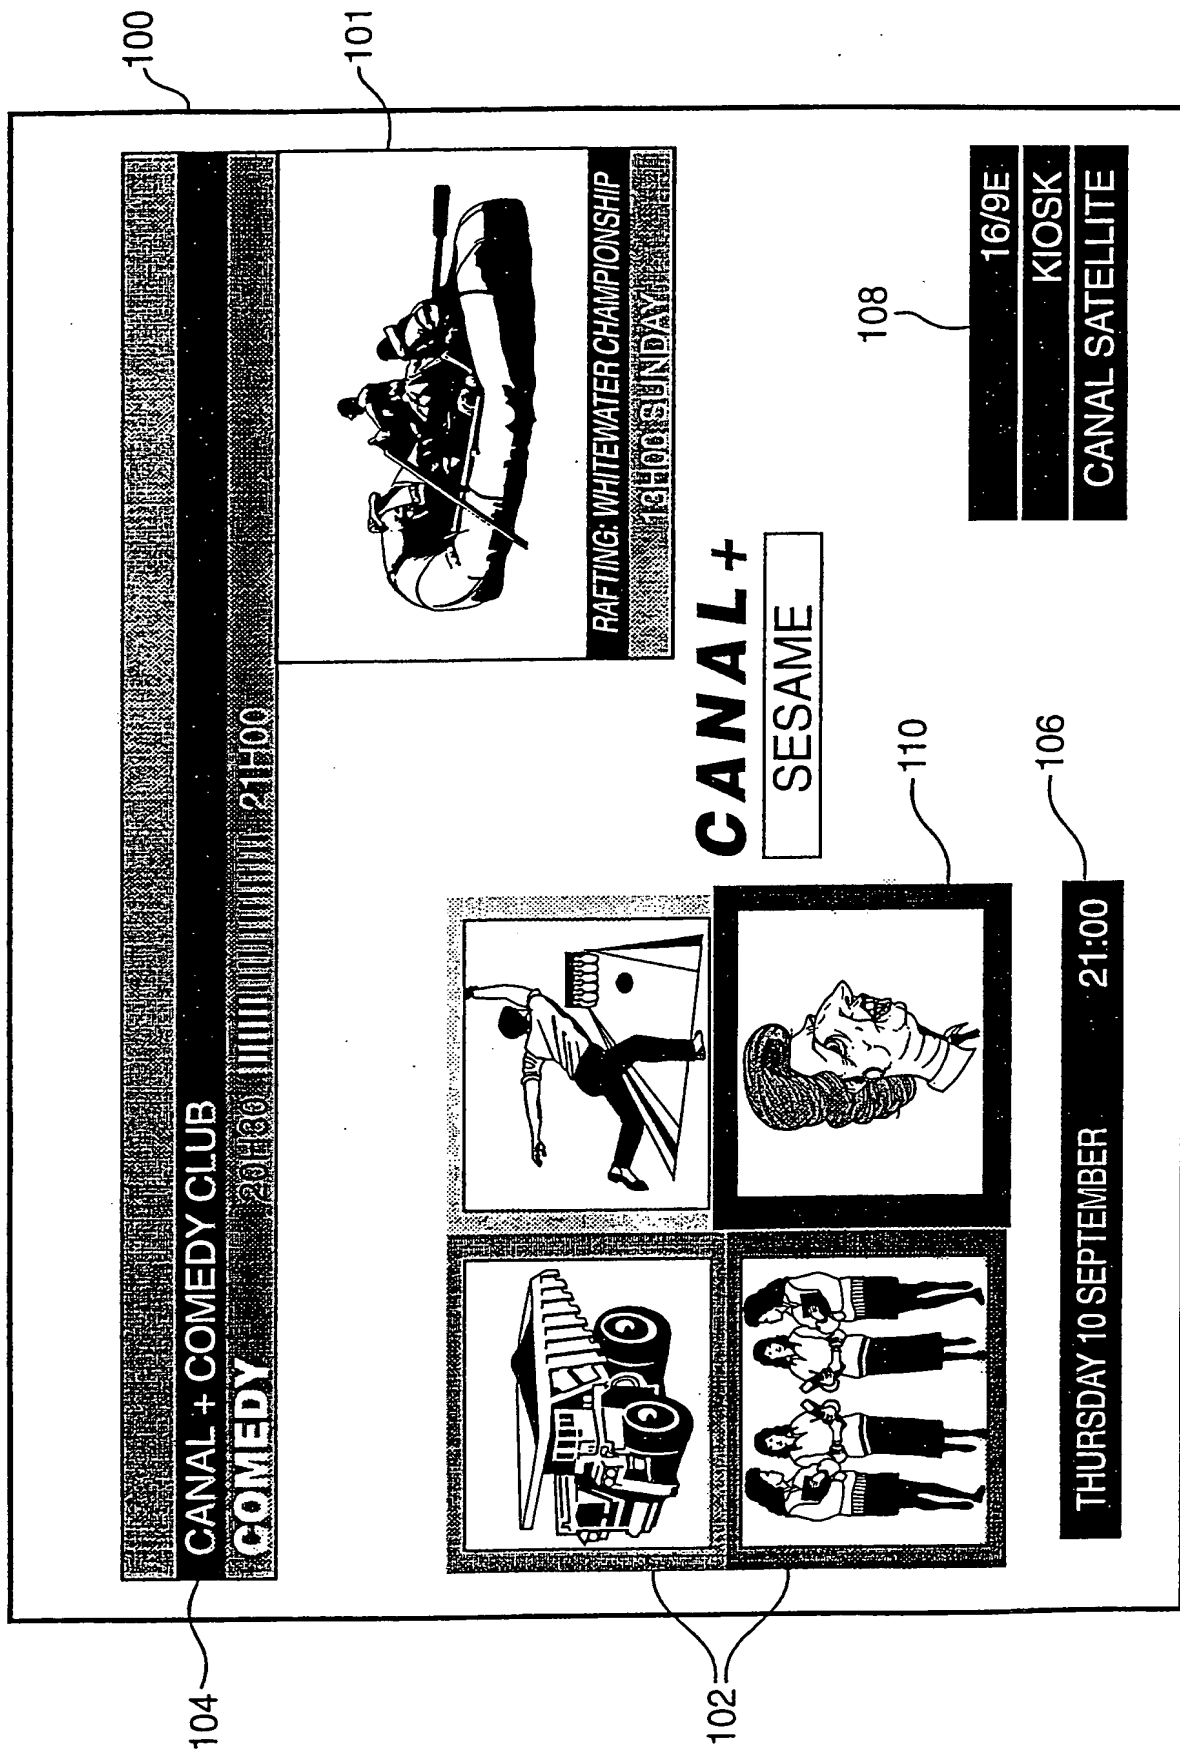 100
101
104
CANAL + COMEDY CLUB
COMEDY
20H30
21H00
RAFTING: WHITEWATER CHAMPIONSHIP
13H00 SUNDAY
CANAL+
SESAME
102
110
108
16/9E
KIOSK
CANAL SATELLITE
106
THURSDAY 10 SEPTEMBER 21:00